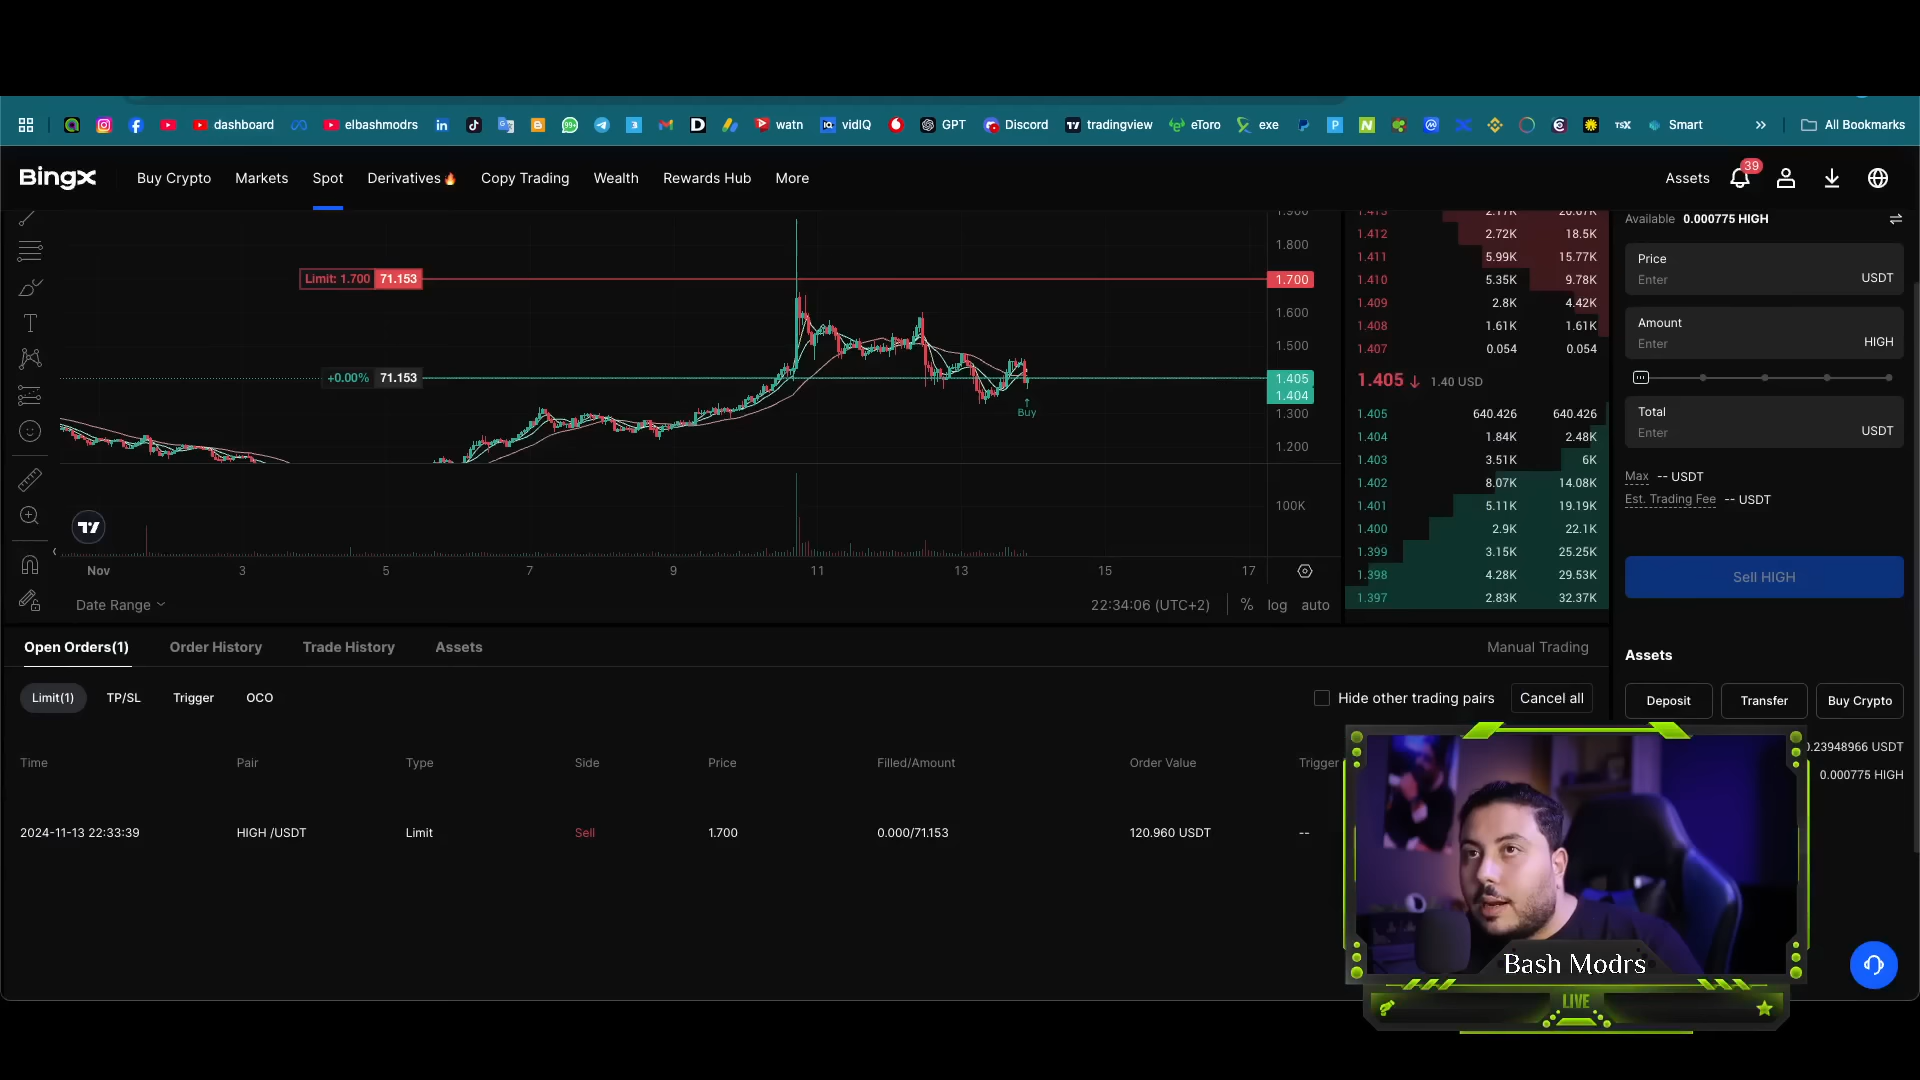 dashboard
elbashmodrs
99+
watn
vidIQ
GPT
Discord
tradingview
eToro
exe
TSX
Smart
All Bookmarks
BingX
Buy Crypto
Markets
Spot
Derivatives
Copy Trading
Wealth
Rewards Hub
More
Assets
39
Limit: 1.700 71.153
+0.00% 71.153
Buy
1.900
1.800
1.700
1.600
1.500
1.405
1.404
1.300
1.200
100K
Nov 3 5 7 9 11 13 15 17
Date Range
22:34:06 (UTC+2) % log auto
1.413 2.17K 20.67K
1.412 2.72K 18.5K
1.411 5.99K 15.77K
1.410 5.35K 9.78K
1.409 2.8K 4.42K
1.408 1.61K 1.61K
1.407 0.054 0.054
1.405 ↓ 1.40 USD
1.405 640.426 640.426
1.404 1.84K 2.48K
1.403 3.51K 6K
1.402 8.07K 14.08K
1.401 5.11K 19.19K
1.400 2.9K 22.1K
1.399 3.15K 25.25K
1.398 4.28K 29.53K
1.397 2.83K 32.37K
Available 0.000775 HIGH
Price
Enter USDT
Amount
Enter HIGH
Total
Enter USDT
Max -- USDT
Est. Trading Fee -- USDT
Sell HIGH
Assets
Deposit Transfer Buy Crypto
0.23948966 USDT
0.000775 HIGH
Open Orders(1) Order History Trade History Assets Manual Trading
Limit(1) TP/SL Trigger OCO Hide other trading pairs Cancel all
Time Pair Type Side Price Filled/Amount Order Value Trigger
2024-11-13 22:33:39 HIGH /USDT Limit Sell 1.700 0.000/71.153 120.960 USDT --
Bash Modrs
LIVE